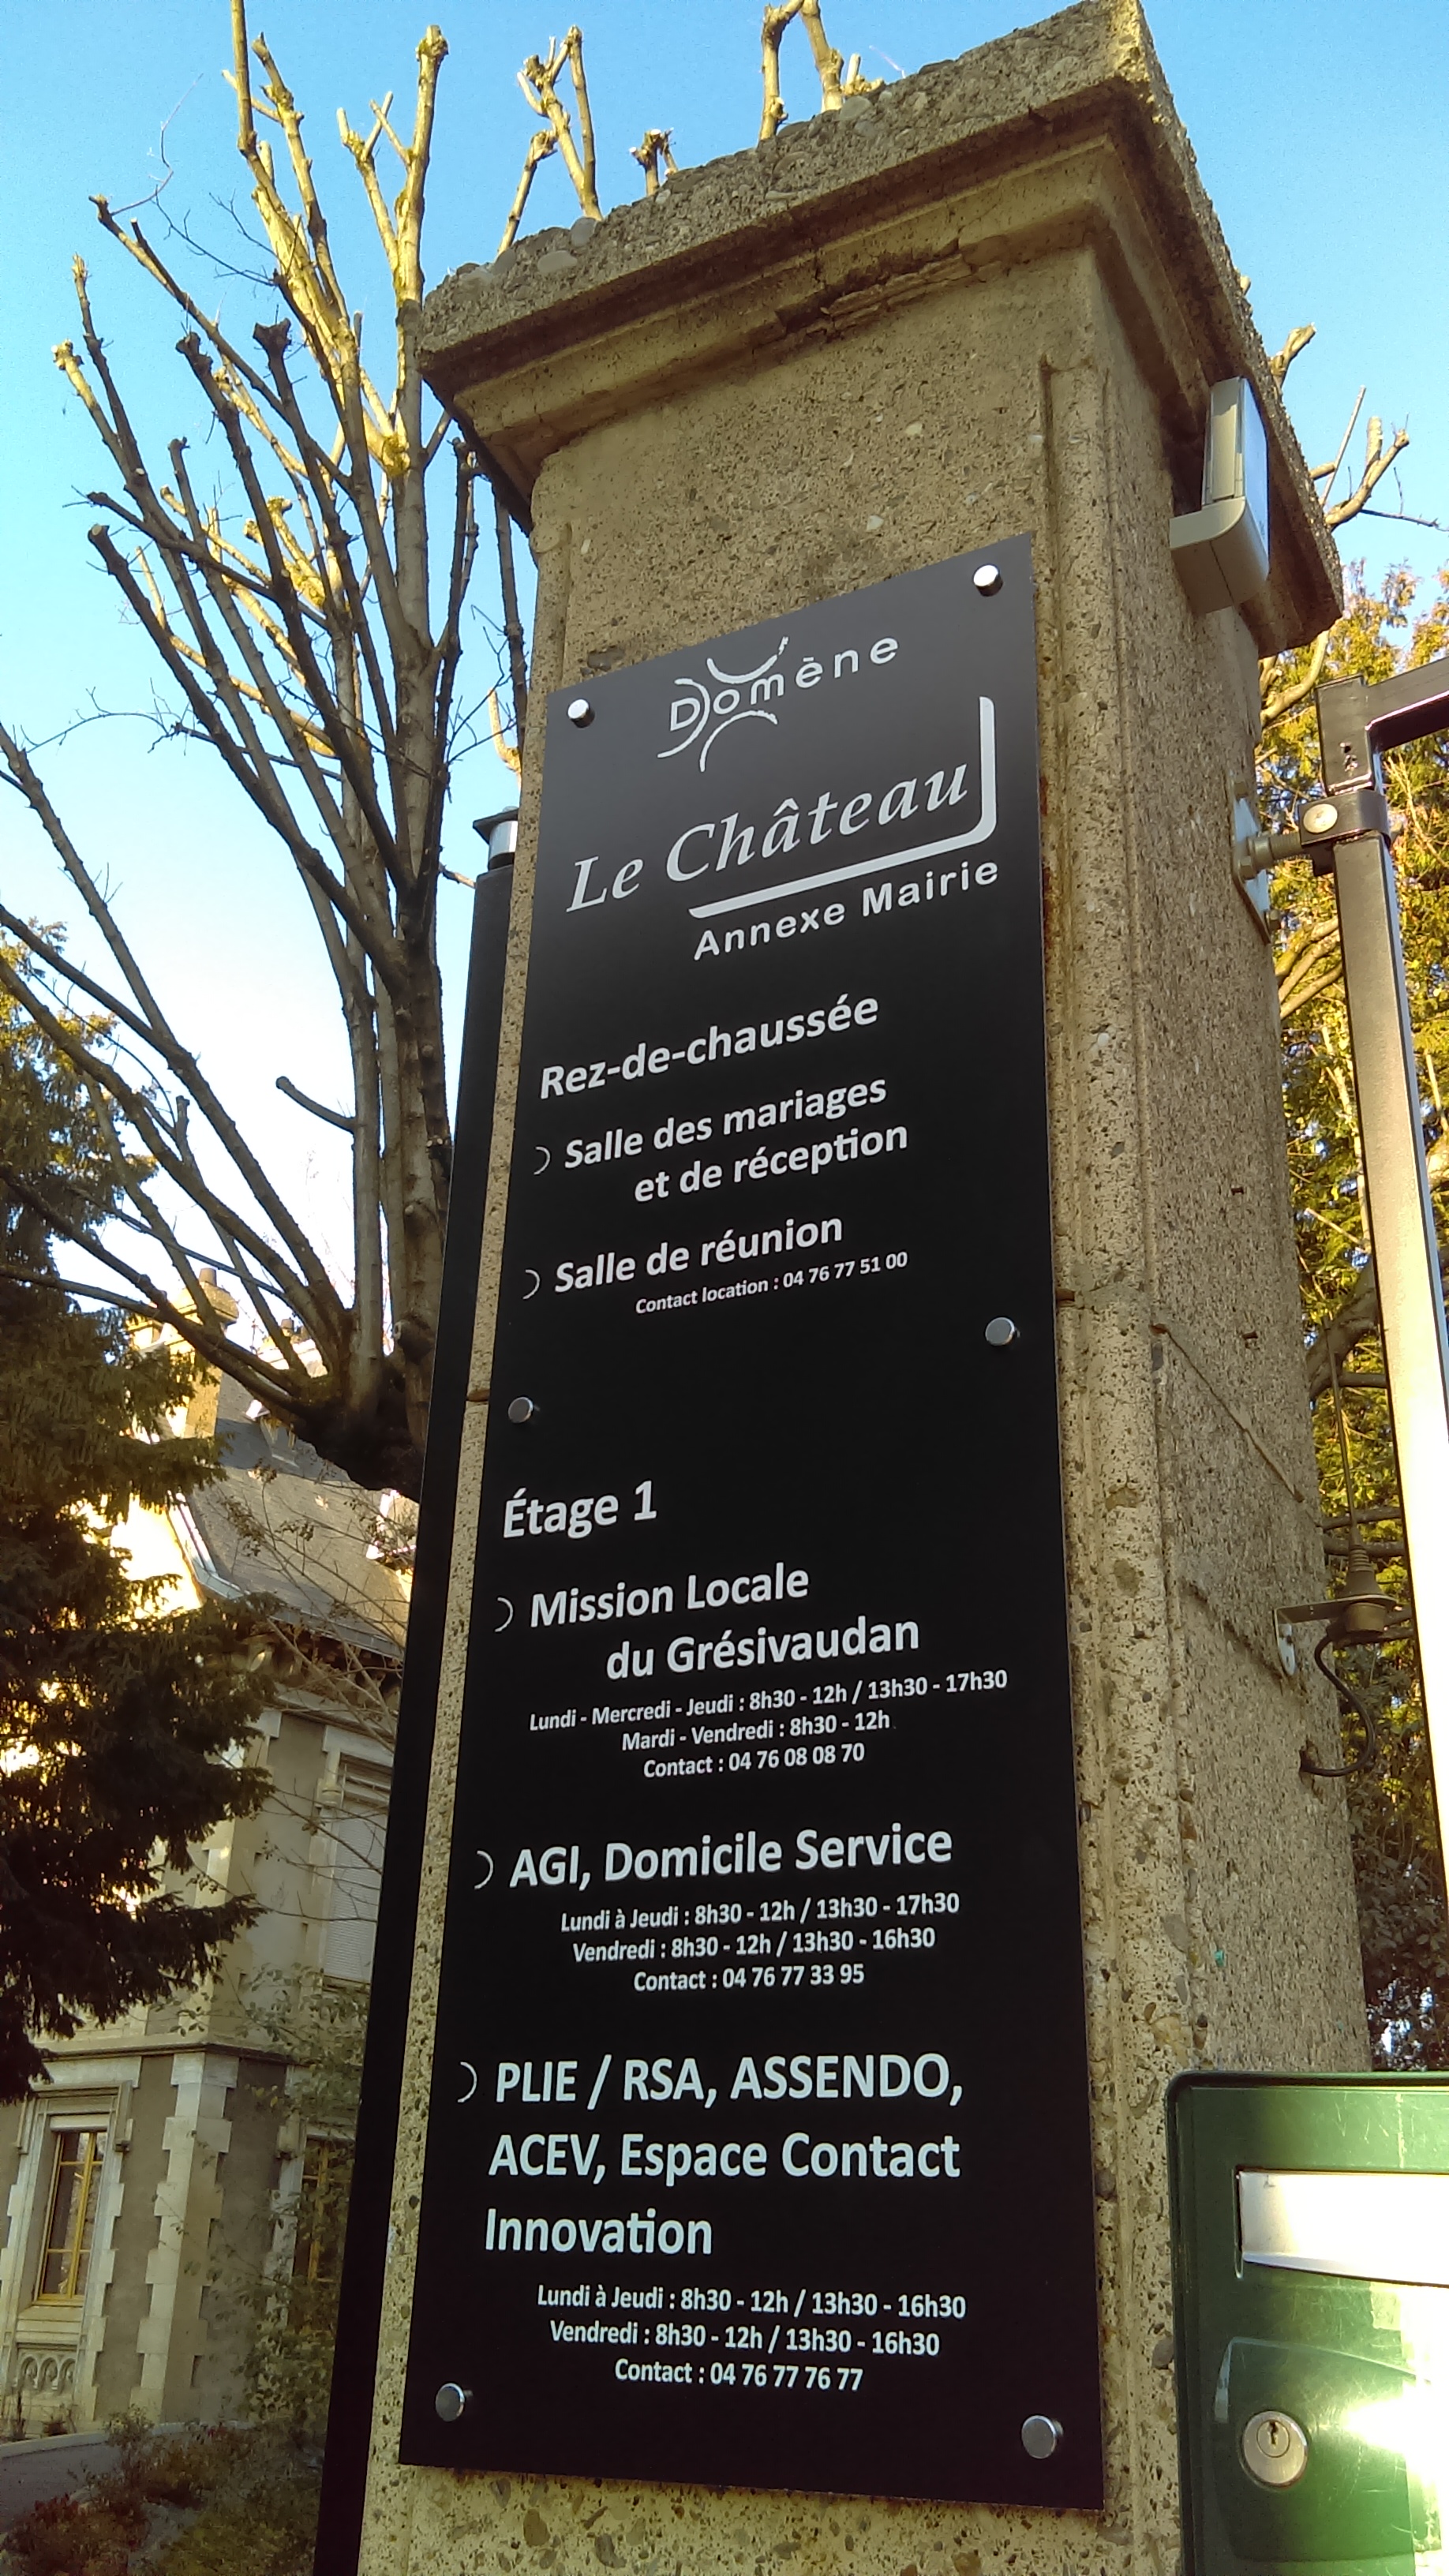 Domène
Le Château
Annexe Mairie
Rez-de-chaussée
Salle des mariages
et de réception
Salle de réunion
Contact location : 04 76 77 51 00
Étage 1
Mission Locale
du Grésivaudan
Lundi - Mercredi - Jeudi : 8h30 - 12h / 13h30 - 17h30
Mardi - Vendredi : 8h30 - 12h
Contact : 04 76 08 08 70
AGI, Domicile Service
Lundi à Jeudi : 8h30 - 12h / 13h30 - 17h30
Vendredi : 8h30 - 12h / 13h30 - 16h30
Contact : 04 76 77 33 95
PLIE / RSA, ASSENDO,
ACEV, Espace Contact
Innovation
Lundi à Jeudi : 8h30 - 12h / 13h30 - 16h30
Vendredi : 8h30 - 12h / 13h30 - 16h30
Contact : 04 76 77 76 77